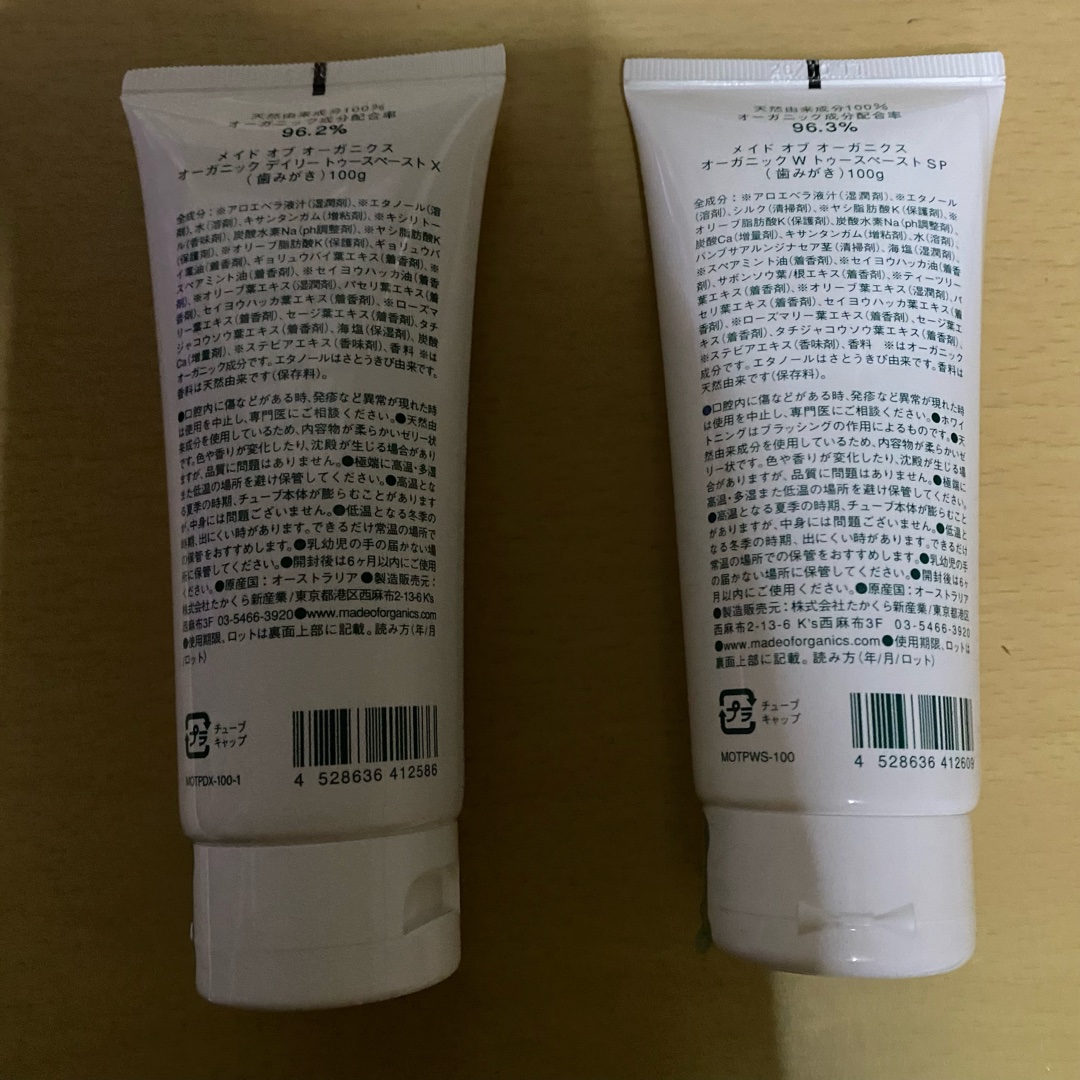 天然由来成分100%
オーガニック成分配合率
96.2%
メイド オブ オーガニクス
オーガニック デイリー トゥースペースト X
(歯みがき)100g
全成分:※アロエベラ液汁(湿潤剤)、※エタノール(溶
剤)、水(溶剤)、キサンタンガム(増粘剤)、※キシリトー
ル(香味剤)、炭酸水素Na(ph調整剤)、※ヤシ脂肪酸K
(保護剤)、※オリーブ脂肪酸K(保護剤)、ギョリュウバ
イ葉油(着香剤)、ギョリュウバイ葉エキス(着香剤)、※
スペアミント油(着香剤)、※セイヨウハッカ油(着香
剤)、※オリーブ葉エキス(湿潤剤)、パセリ葉エキス(着
香剤)、セイヨウハッカ葉エキス(着香剤)、※ローズマ
リー葉エキス(着香剤)、セージ葉エキス(着香剤)、タチ
ジャコウソウ葉エキス(着香剤)、海塩(保湿剤)、炭酸
Ca(増量剤)、※ステビアエキス(香味剤)、香料 ※は
オーガニック成分です。エタノールはさとうきび由来です。
香料は天然由来です(保存料)。
●口腔内に傷などがある時、発疹など異常が現れた時
は使用を中止し、専門医にご相談ください。●天然由
来成分を使用しているため、内容物が柔らかいゼリー状
です。色や香りが変化したり、沈殿が生じる場合があり
ますが、品質に問題はありません。●極端に高温・多湿
また低温の場所を避け保管してください。●高温とな
る夏季の時期、チューブ本体が膨らむことがあります
が、中身には問題ございません。●低温となる冬季の
時期、出にくい時があります。できるだけ常温の場所で
の保管をおすすめします。●乳幼児の手の届かない場
所に保管してください。●開封後は6ヶ月以内にご使用
ください。●原産国:オーストラリア ●製造販売元:
株式会社たかくら新産業/東京都港区西麻布2-13-6 K's
西麻布3F 03-5466-3920●www.madeoforganics.com
●使用期限、ロットは裏面上部に記載。読み方(年/月
/ロット)
プラ
チューブ
キャップ
MOTPDX-100-1
4 528636 412586
天然由来成分100%
オーガニック成分配合率
96.3%
メイド オブ オーガニクス
オーガニック W トゥースペースト SP
(歯みがき)100g
全成分:※アロエベラ液汁(湿潤剤)、※エタノール
(溶剤)、シルク(清掃剤)、※ヤシ脂肪酸K(保護剤)、※
オリーブ脂肪酸K(保護剤)、炭酸水素Na(ph調整剤)、
炭酸Ca(増量剤)、キサンタンガム(増粘剤)、水(溶剤)、
バンブサアルンジナセア茎(清掃剤)、海塩(湿潤剤)、
※スペアミント油(着香剤)、※セイヨウハッカ油(着香
剤)、サボンソウ葉/根エキス(着香剤)、※ティーツリー
葉エキス(着香剤)、※オリーブ葉エキス(湿潤剤)、パ
セリ葉エキス(着香剤)、セイヨウハッカ葉エキス(着香
剤)、※ローズマリー葉エキス(着香剤)、セージ葉エ
キス(着香剤)、タチジャコウソウ葉エキス(着香剤)、
※ステビアエキス(香味剤)、香料 ※はオーガニック
成分です。エタノールはさとうきび由来です。香料は
天然由来です(保存料)。
●口腔内に傷などがある時、発疹など異常が現れた時
は使用を中止し、専門医にご相談ください。●ホワイ
トニングはブラッシングの作用によるものです。●天
然由来成分を使用しているため、内容物が柔らかいゼ
リー状です。色や香りが変化したり、沈殿が生じる場
合がありますが、品質に問題はありません。●極端に
高温・多湿また低温の場所を避け保管してください。
●高温となる夏季の時期、チューブ本体が膨らむこと
がありますが、中身には問題ございません。●低温と
なる冬季の時期、出にくい時があります。できるだけ
常温の場所での保管をおすすめします。●乳幼児の手
の届かない場所に保管してください。●開封後は6ヶ
月以内にご使用ください。●原産国:オーストラリア
●製造販売元:株式会社たかくら新産業/東京都港区
西麻布2-13-6 K's西麻布3F 03-5466-3920
●www.madeoforganics.com●使用期限、ロットは
裏面上部に記載。読み方(年/月/ロット)
プラ
チューブ
キャップ
MOTPWS-100
4 528636 412609